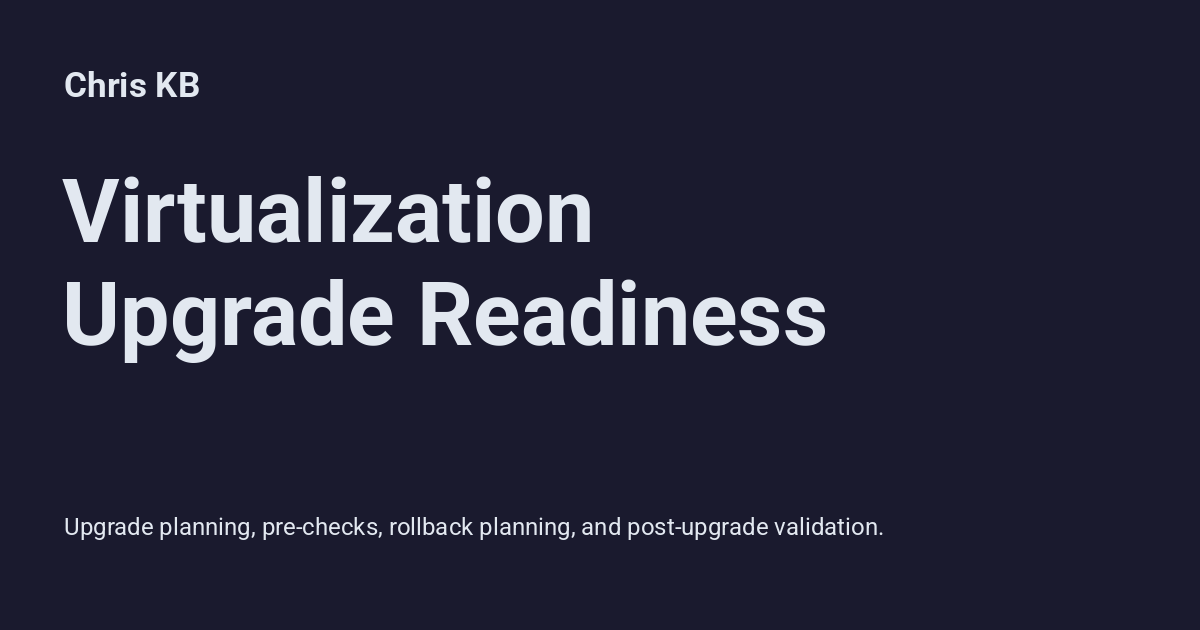 Chris KB
Virtualization
Upgrade Readiness
Upgrade planning, pre-checks, rollback planning, and post-upgrade validation.